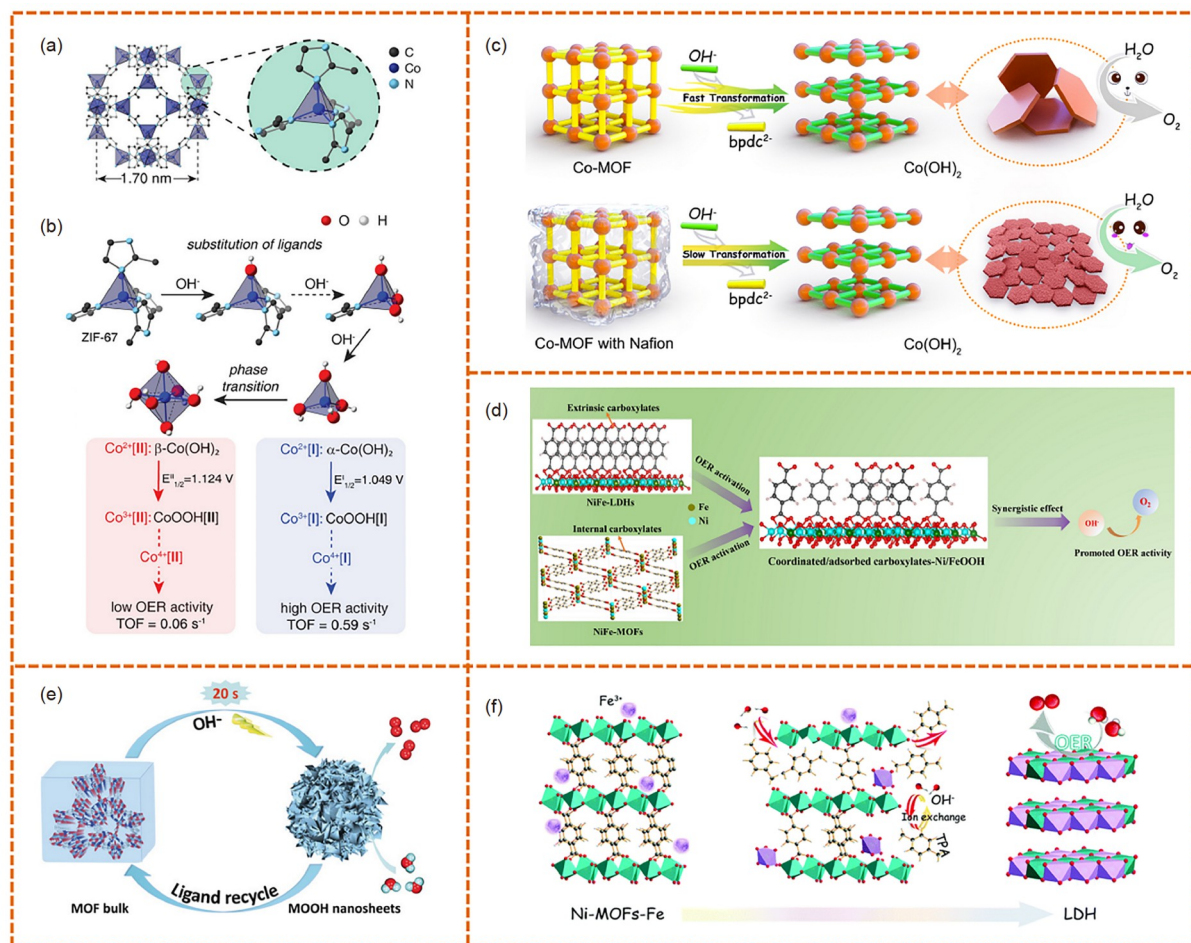 (a)
C
Co
N
1.70 nm
(b)
O
H
substitution of ligands
OH-
OH-
ZIF-67
OH-
phase
transition
Co²⁺[II]: β-Co(OH)₂
Eᴵᴵ₁/₂=1.124 V
Co³⁺[II]: CoOOH[II]
Co⁴⁺[II]
low OER activity
TOF = 0.06 s⁻¹
Co²⁺[I]: α-Co(OH)₂
Eᴵ₁/₂=1.049 V
Co³⁺[I]: CoOOH[I]
Co⁴⁺[I]
high OER activity
TOF = 0.59 s⁻¹
(c)
OH-
Fast Transformation
bpdc²⁻
Co-MOF
Co(OH)₂
H₂O
O₂
OH-
Slow Transformation
bpdc²⁻
Co-MOF with Nafion
Co(OH)₂
H₂O
O₂
(d)
Extrinsic carboxylates
NiFe-LDHs
Fe
Ni
Internal carboxylates
NiFe-MOFs
OER activation
OER activation
Coordinated/adsorbed carboxylates-Ni/FeOOH
Synergistic effect
OH-
O₂
Promoted OER activity
(e)
20 s
OH⁻
Ligand recycle
MOF bulk
MOOH nanosheets
(f)
Fe³⁺
OH-
Ion exchange
TPA
OER
Ni-MOFs-Fe
LDH